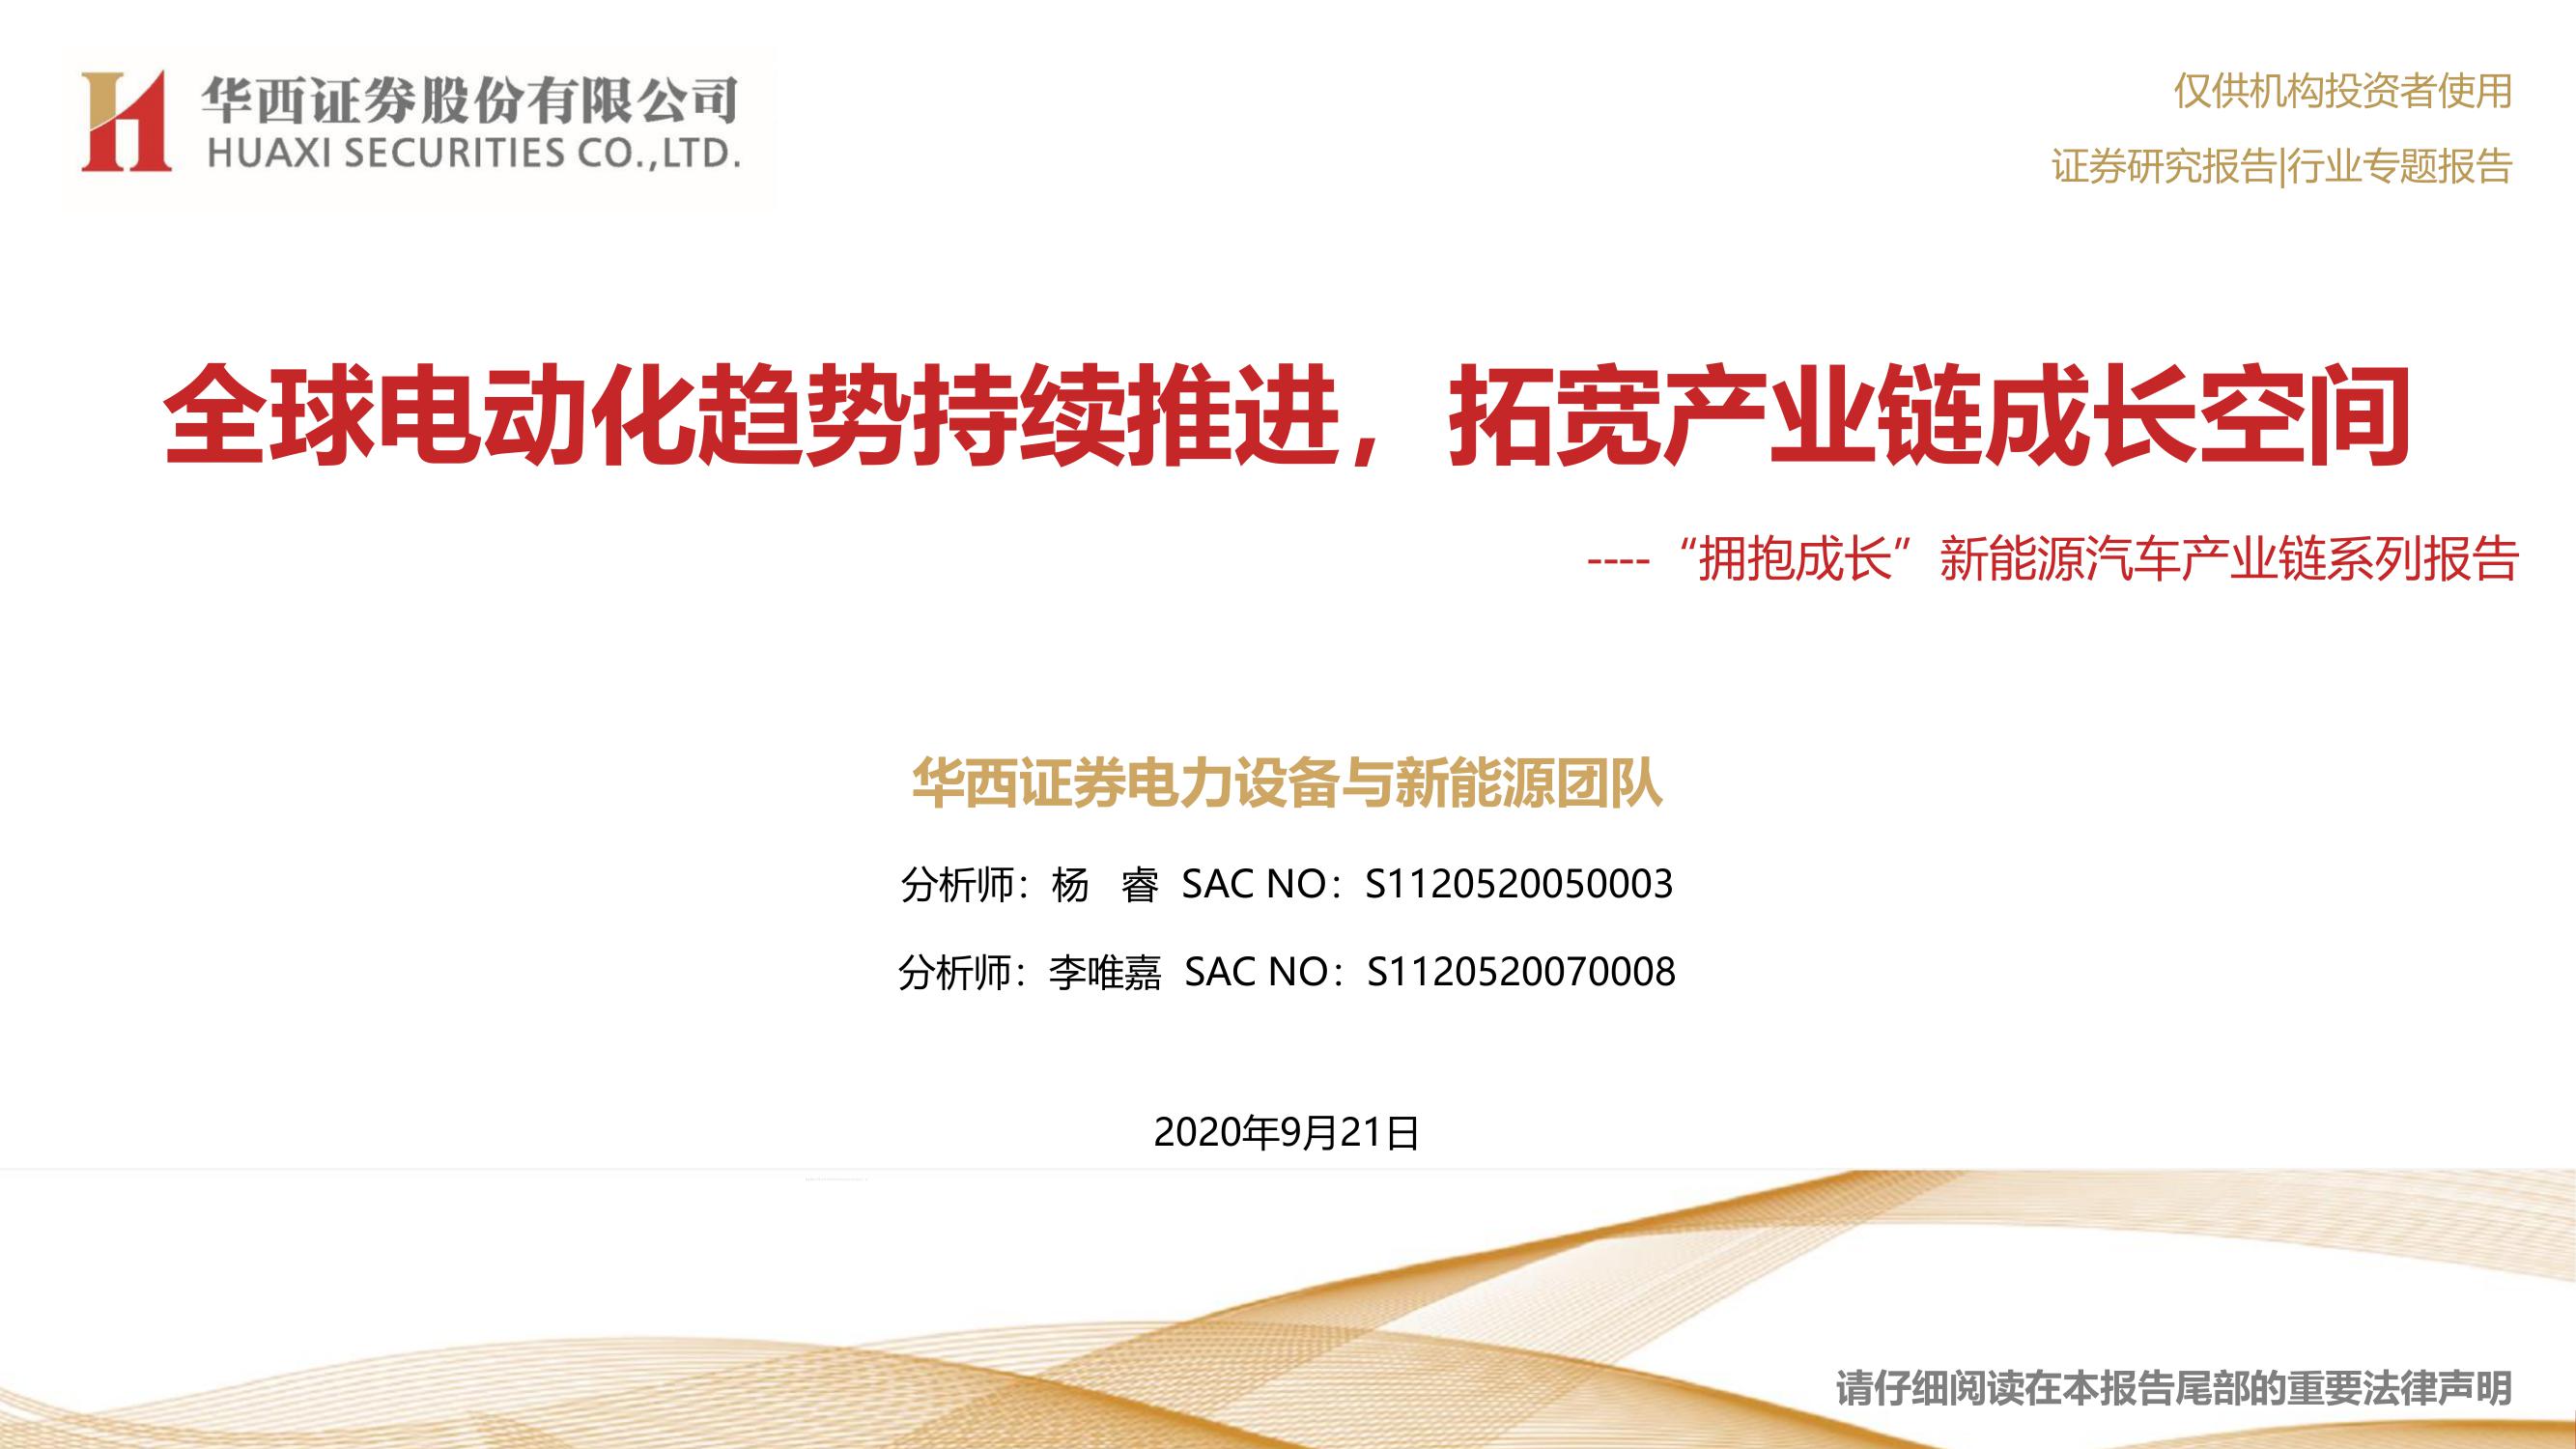 华西证券股份有限公司
HUAXI SECURITIES CO.,LTD.
仅供机构投资者使用
证券研究报告|行业专题报告
全球电动化趋势持续推进，拓宽产业链成长空间
----“拥抱成长”新能源汽车产业链系列报告
华西证券电力设备与新能源团队
分析师：杨 睿 SAC NO：S1120520050003
分析师：李唯嘉 SAC NO：S1120520070008
2020年9月21日
请仔细阅读在本报告尾部的重要法律声明